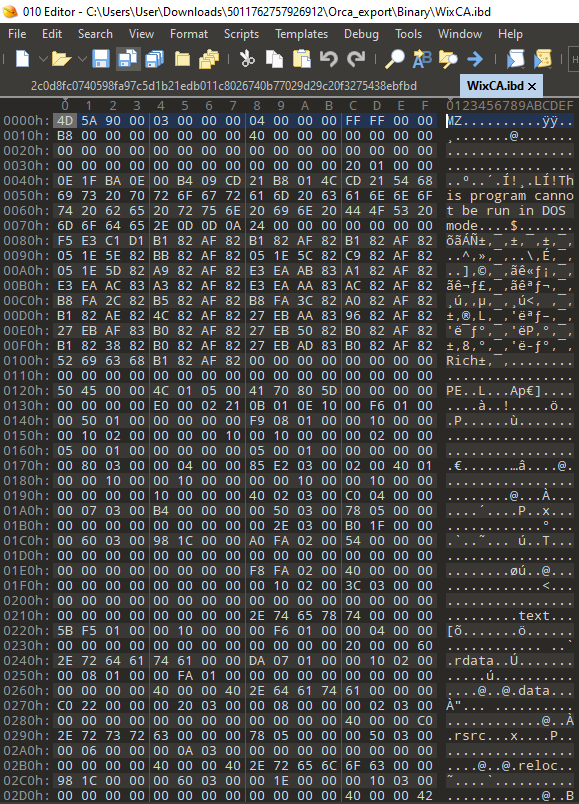 010 Editor - C:\Users\User\Downloads\5011762757926912\Orca_export\Binary\WixCA.ibd
File Edit Search View Format Scripts Templates Debug Tools Window Help
2c0d8fc0740598fa97c5d1b21edb011c8026740b77029d29c20f3275438ebfbd WixCA.ibd ×
0 1 2 3 4 5 6 7 8 9 A B C D E F 0123456789ABCDEF
0000h: 4D 5A 90 00 03 00 00 00 04 00 00 00 FF FF 00 00 MZ..........ÿÿ..
0010h: B8 00 00 00 00 00 00 00 40 00 00 00 00 00 00 00 ¸.......@.......
0020h: 00 00 00 00 00 00 00 00 00 00 00 00 00 00 00 00 ................
0030h: 00 00 00 00 00 00 00 00 00 00 00 00 20 01 00 00 ............ ...
0040h: 0E 1F BA 0E 00 B4 09 CD 21 B8 01 4C CD 21 54 68 ..º..´.Í!¸.LÍ!Th
0050h: 69 73 20 70 72 6F 67 72 61 6D 20 63 61 6E 6E 6F is program canno
0060h: 74 20 62 65 20 72 75 6E 20 69 6E 20 44 4F 53 20 t be run in DOS
0070h: 6D 6F 64 65 2E 0D 0D 0A 24 00 00 00 00 00 00 00 mode....$.......
0080h: F5 E3 C1 D1 B1 82 AF 82 B1 82 AF 82 B1 82 AF 82 õãÁÑ±‚¯‚±‚¯‚±‚¯‚
0090h: 05 1E 5E 82 BB 82 AF 82 05 1E 5C 82 C9 82 AF 82 ..^‚»‚¯‚..\‚É‚¯‚
00A0h: 05 1E 5D 82 A9 82 AF 82 E3 EA AB 83 A1 82 AF 82 ..]‚©‚¯‚ãê«ƒ¡‚¯‚
00B0h: E3 EA AC 83 A3 82 AF 82 E3 EA AA 83 AC 82 AF 82 ãê¬ƒ£‚¯‚ãêªƒ¬‚¯‚
00C0h: B8 FA 2C 82 B5 82 AF 82 B8 FA 3C 82 A0 82 AF 82 ¸ú,‚µ‚¯‚¸ú<‚ ‚¯‚
00D0h: B1 82 AE 82 4C 82 AF 82 27 EB AA 83 96 82 AF 82 ±‚®‚L‚¯‚'ëªƒ–‚¯‚
00E0h: 27 EB AF 83 B0 82 AF 82 27 EB 50 82 B0 82 AF 82 'ë¯ƒ°‚¯‚'ëP‚°‚¯‚
00F0h: B1 82 38 82 B0 82 AF 82 27 EB AD 83 B0 82 AF 82 ±‚8‚°‚¯‚'ë-ƒ°‚¯‚
0100h: 52 69 63 68 B1 82 AF 82 00 00 00 00 00 00 00 00 Rich±‚¯‚........
0110h: 00 00 00 00 00 00 00 00 00 00 00 00 00 00 00 00 ................
0120h: 50 45 00 00 4C 01 05 00 41 70 80 5D 00 00 00 00 PE..L...Ap€]....
0130h: 00 00 00 00 E0 00 02 21 0B 01 0E 10 00 F6 01 00 ....à..!.....ö..
0140h: 00 50 01 00 00 00 00 00 F9 08 01 00 00 10 00 00 .P......ù.......
0150h: 00 10 02 00 00 00 00 10 00 10 00 00 00 02 00 00 ................
0160h: 05 00 01 00 00 00 00 00 05 00 01 00 00 00 00 00 ................
0170h: 00 80 03 00 00 04 00 00 85 E2 03 00 02 00 40 01 .€......…â....@.
0180h: 00 00 10 00 00 10 00 00 00 00 10 00 00 10 00 00 ................
0190h: 00 00 00 00 10 00 00 00 40 02 03 00 C0 04 00 00 ........@...À...
01A0h: 00 07 03 00 B4 00 00 00 00 50 03 00 78 05 00 00 ....´....P..x...
01B0h: 00 00 00 00 00 00 00 00 00 2E 03 00 B0 1F 00 00 ............°...
01C0h: 00 60 03 00 98 1C 00 00 A0 FA 02 00 54 00 00 00 .`..˜... ú..T...
01D0h: 00 00 00 00 00 00 00 00 00 00 00 00 00 00 00 00 ................
01E0h: 00 00 00 00 00 00 00 00 F8 FA 02 00 40 00 00 00 ........øú..@...
01F0h: 00 00 00 00 00 00 00 00 00 10 02 00 3C 03 00 00 ............<...
0200h: 00 00 00 00 00 00 00 00 00 00 00 00 00 00 00 00 ................
0210h: 00 00 00 00 00 00 00 00 2E 74 65 78 74 00 00 00 .........text...
0220h: 5B F5 01 00 00 10 00 00 00 F6 01 00 00 04 00 00 [õ.......ö......
0230h: 00 00 00 00 00 00 00 00 00 00 00 00 20 00 00 60 ............ ..`
0240h: 2E 72 64 61 74 61 00 00 DA 07 01 00 00 10 02 00 .rdata..Ú.......
0250h: 00 08 01 00 00 FA 01 00 00 00 00 00 00 00 00 00 .....ú..........
0260h: 00 00 00 00 40 00 00 40 2E 64 61 74 61 00 00 00 ....@..@.data...
0270h: C0 22 00 00 00 20 03 00 00 08 00 00 00 02 03 00 À"... ..........
0280h: 00 00 00 00 00 00 00 00 00 00 00 00 40 00 00 C0 ............@..À
0290h: 2E 72 73 72 63 00 00 00 78 05 00 00 00 50 03 00 .rsrc...x....P..
02A0h: 00 06 00 00 00 0A 03 00 00 00 00 00 00 00 00 00 ................
02B0h: 00 00 00 00 40 00 00 40 2E 72 65 6C 6F 63 00 00 ....@..@.reloc..
02C0h: 98 1C 00 00 00 60 03 00 00 1E 00 00 00 10 03 00 ˜....`..........
02D0h: 00 00 00 00 00 00 00 00 00 00 00 00 40 00 00 42 ............@..B